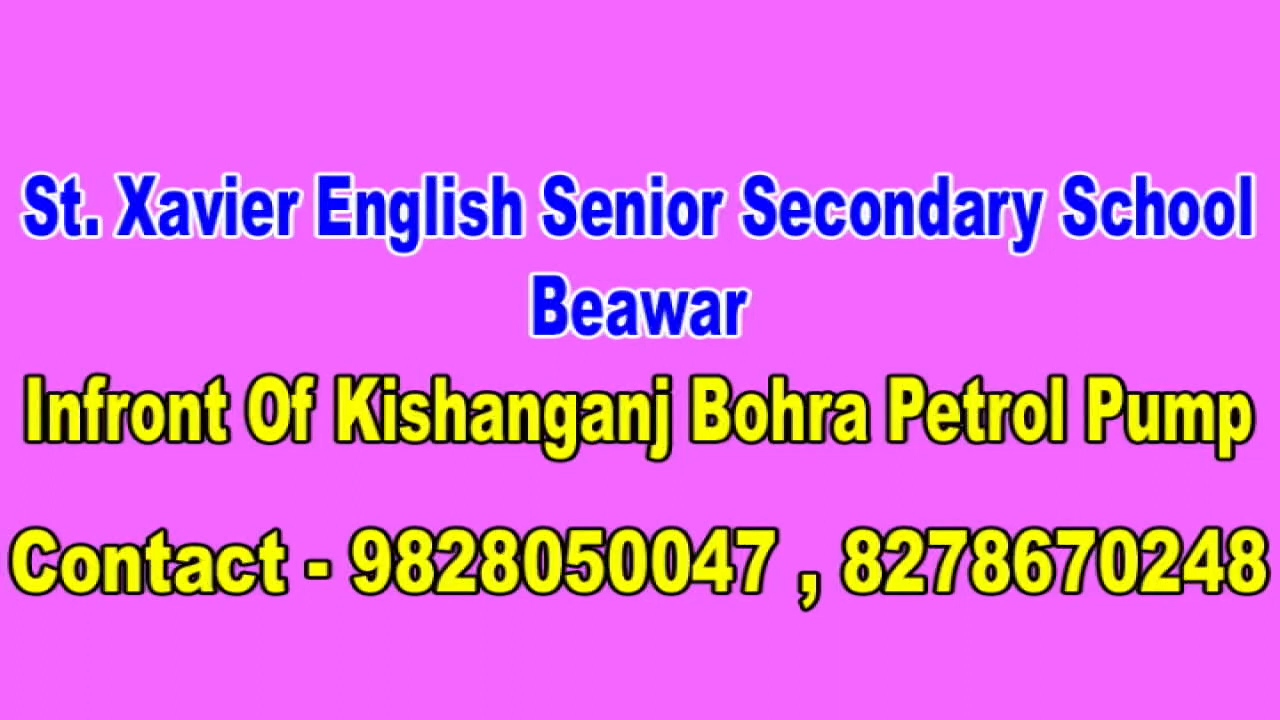 St. Xavier English Senior Secondary School
Beawar
Infront Of Kishanganj Bohra Petrol Pump
Contact - 9828050047 , 8278670248